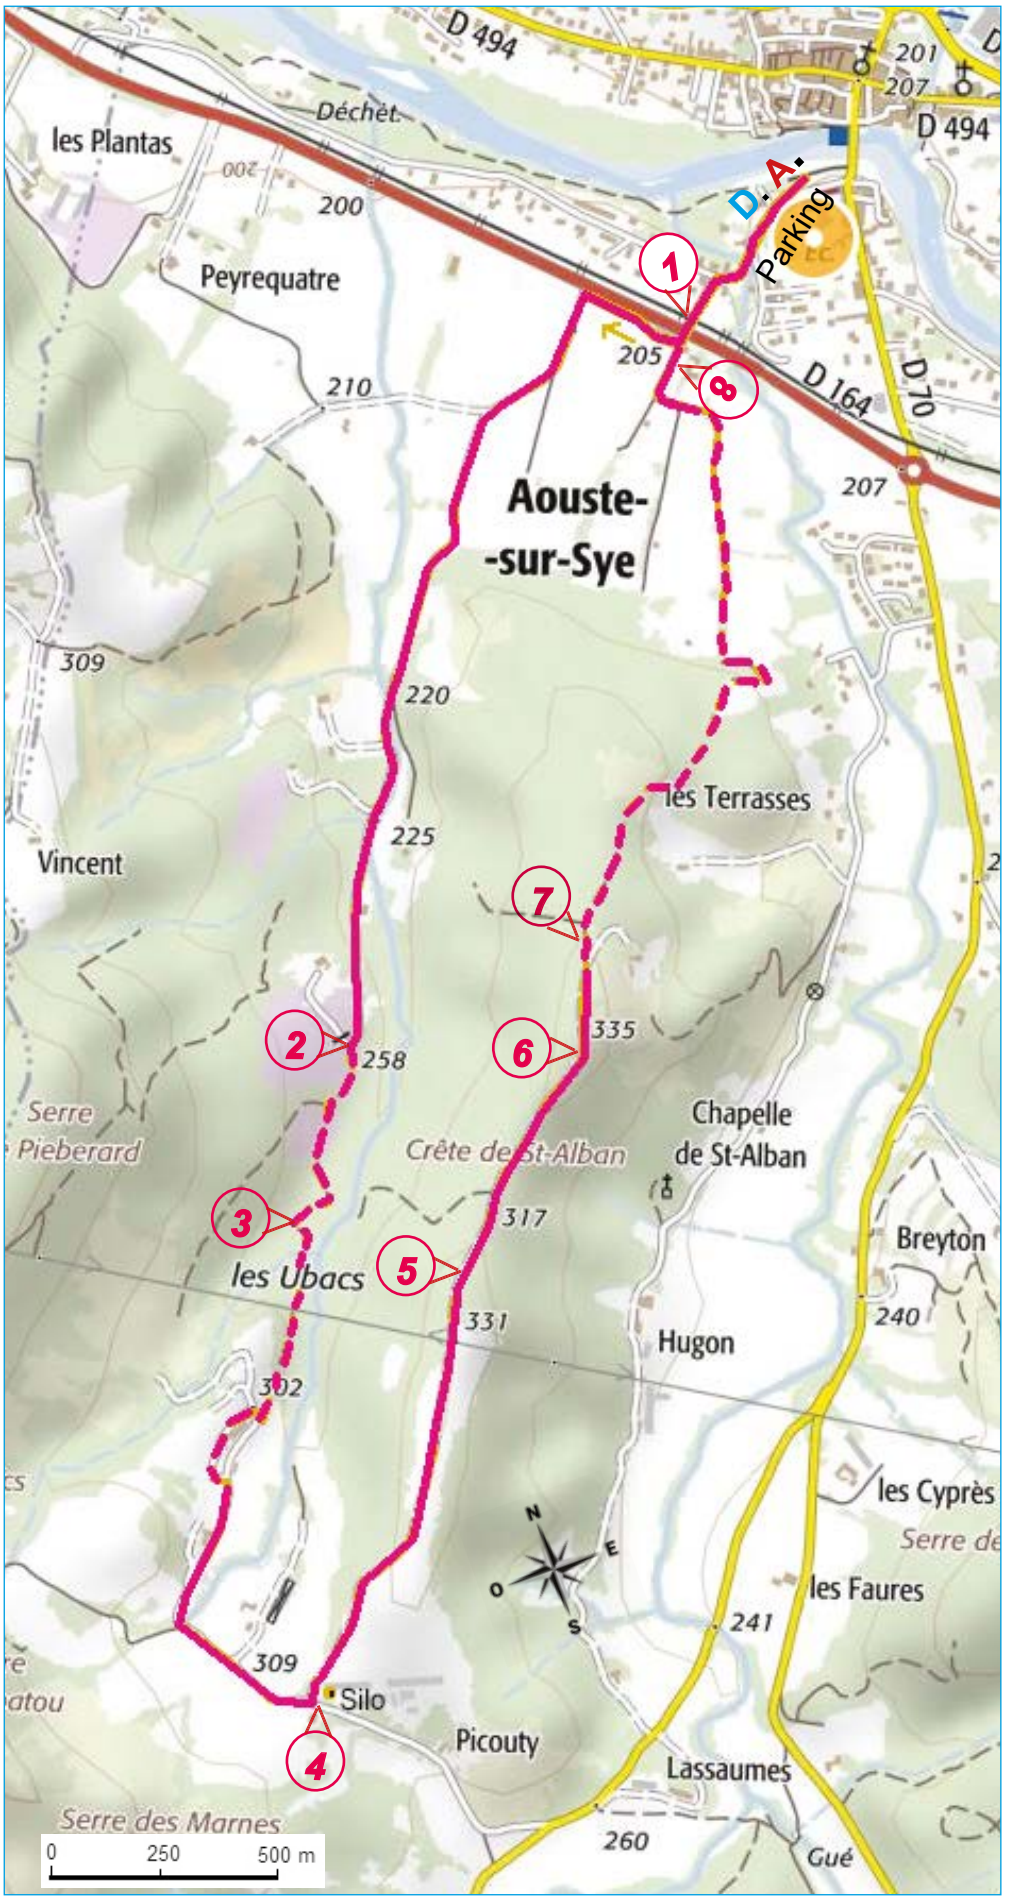 D 494
201
207
D 494
Déchèt.
les Plantas
200
200
D. A.
Parking
1
Peyrequatre
205
8
D 164
D 70
210
207
Aouste-
-sur-Sye
309
220
les Terrasses
225
Vincent
7
2
258
6
335
Serre
Pieberard
Chapelle
de St-Alban
Crête de St-Alban
3
317
Breyton
les Ubacs
5
331
240
Hugon
302
les Cyprès
Serre de
N
E
O
S
les Faures
241
309
Silo
atou
Picouty
4
Lassaumes
Serre des Marnes
260
Gué
0 250 500 m